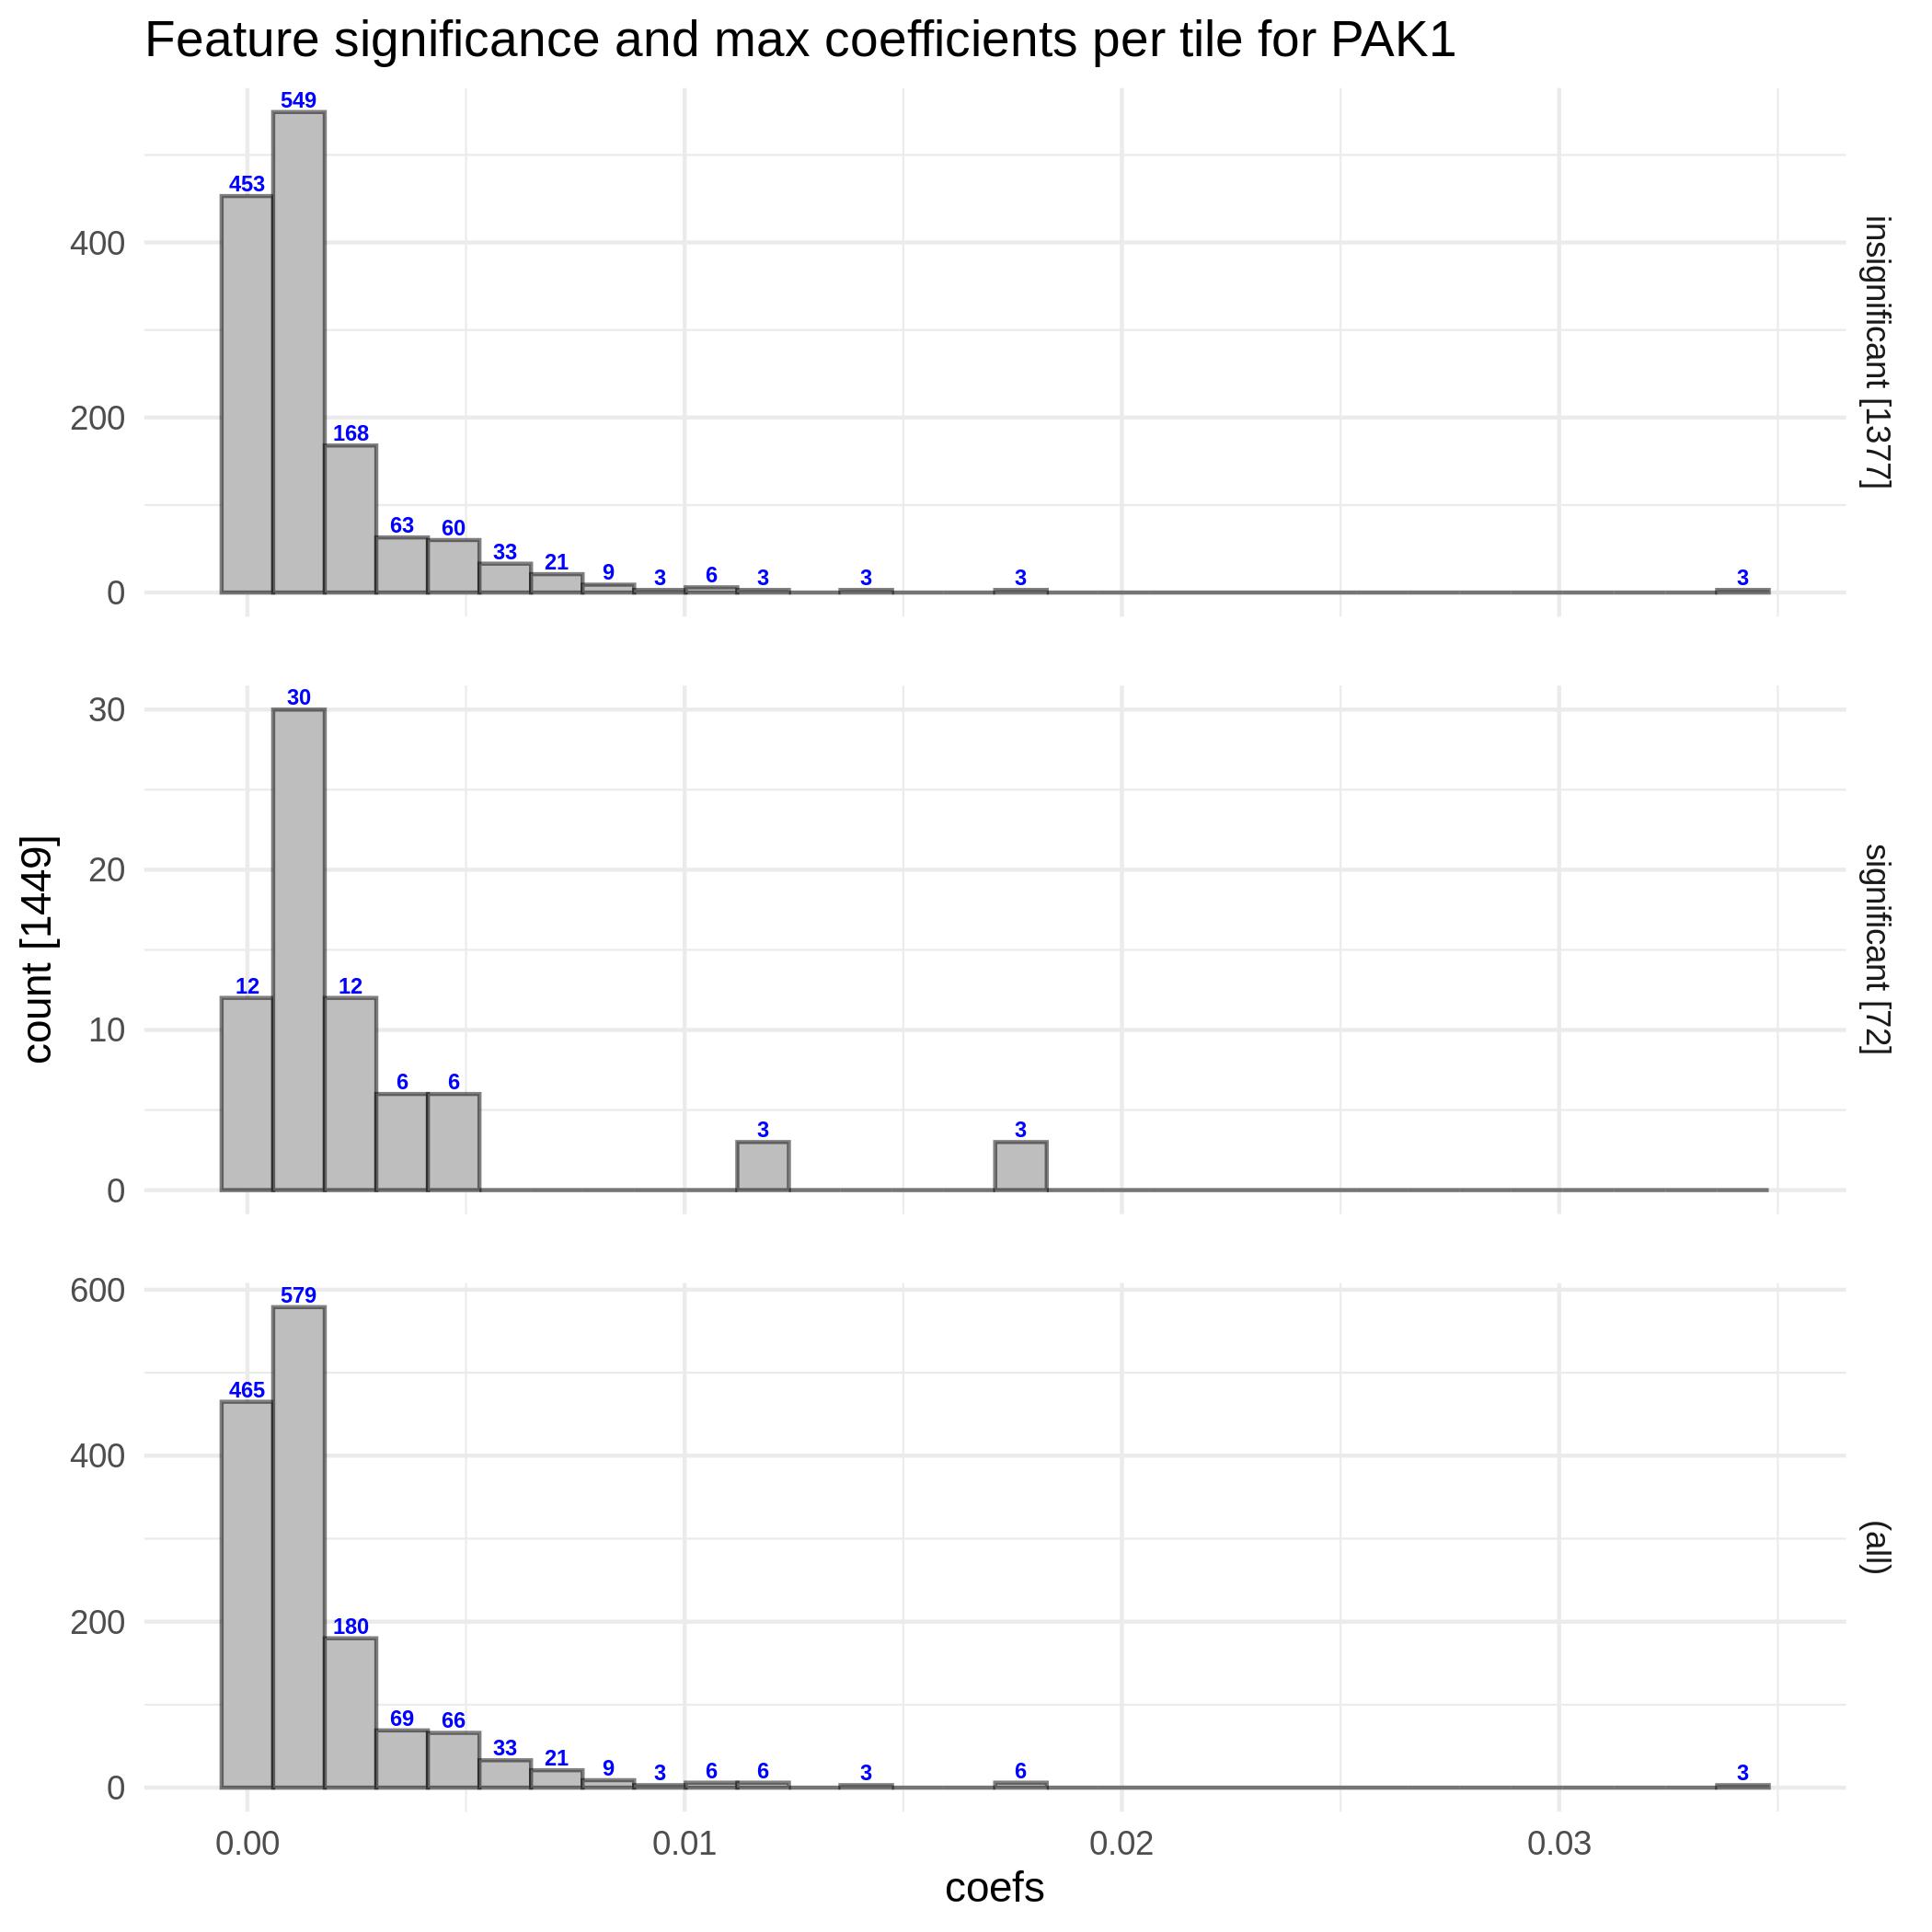 Feature significance and max coefficients per tile for PAK1
549
453
400
168
200
63 60 33 21 9 3 6 3 3 3 3
0
insignificant [1377]
30
30
20
12 12
10
6 6
3 3
0
significant [72]
count [1449]
600
579
465
400
200
180
69 66 33 21 9 3 6 6 3 6 3
0
(all)
0.00 0.01 0.02 0.03
coefs